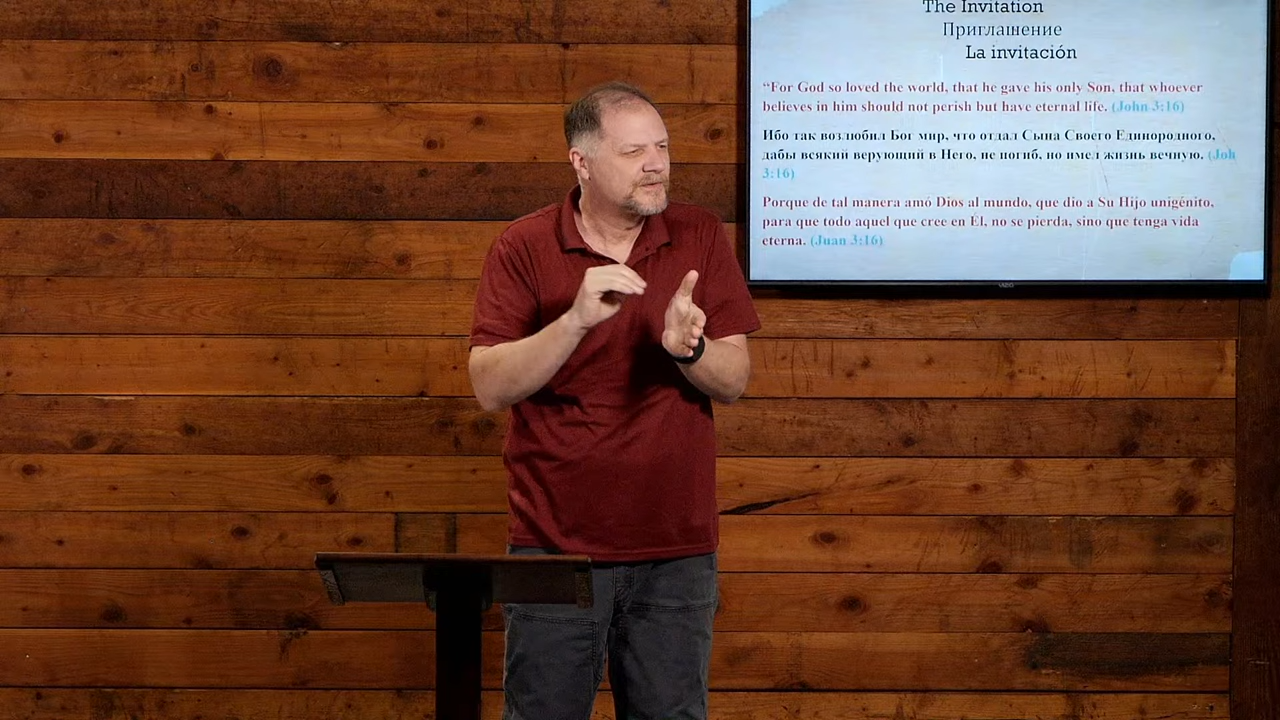 The Invitation
Приглашение
La invitación
“For God so loved the world, that he gave his only Son, that whoever
believes in him should not perish but have eternal life. (John 3:16)
Ибо так возлюбил Бог мир, что отдал Сына Своего Единородного,
дабы всякий верующий в Него, не погиб, но имел жизнь вечную. (Joh
3:16)
Porque de tal manera amó Dios al mundo, que dio a Su Hijo unigénito,
para que todo aquel que cree en Él, no se pierda, sino que tenga vida
eterna. (Juan 3:16)
VIZIO